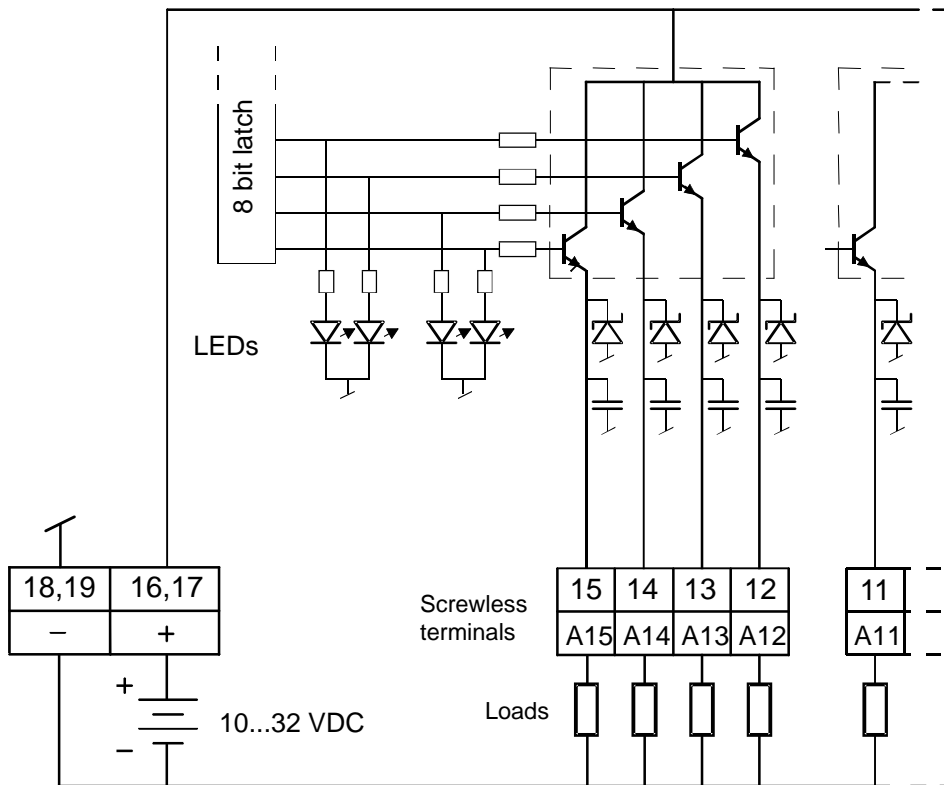 8 bit latch
LEDs
18,19 16,17
– +
+
–
10...32 VDC
Screwless
terminals
15 14 13 12 11
A15 A14 A13 A12 A11
Loads